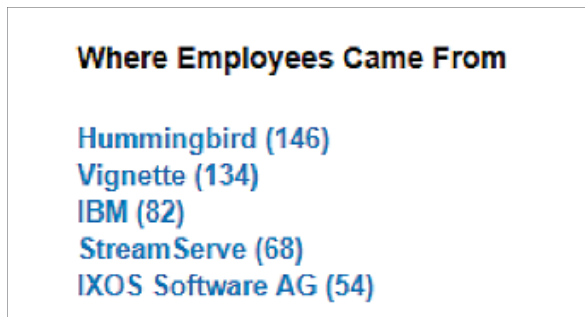 Where Employees Came From
Hummingbird (146)
Vignette (134)
IBM (82)
StreamServe (68)
IXOS Software AG (54)